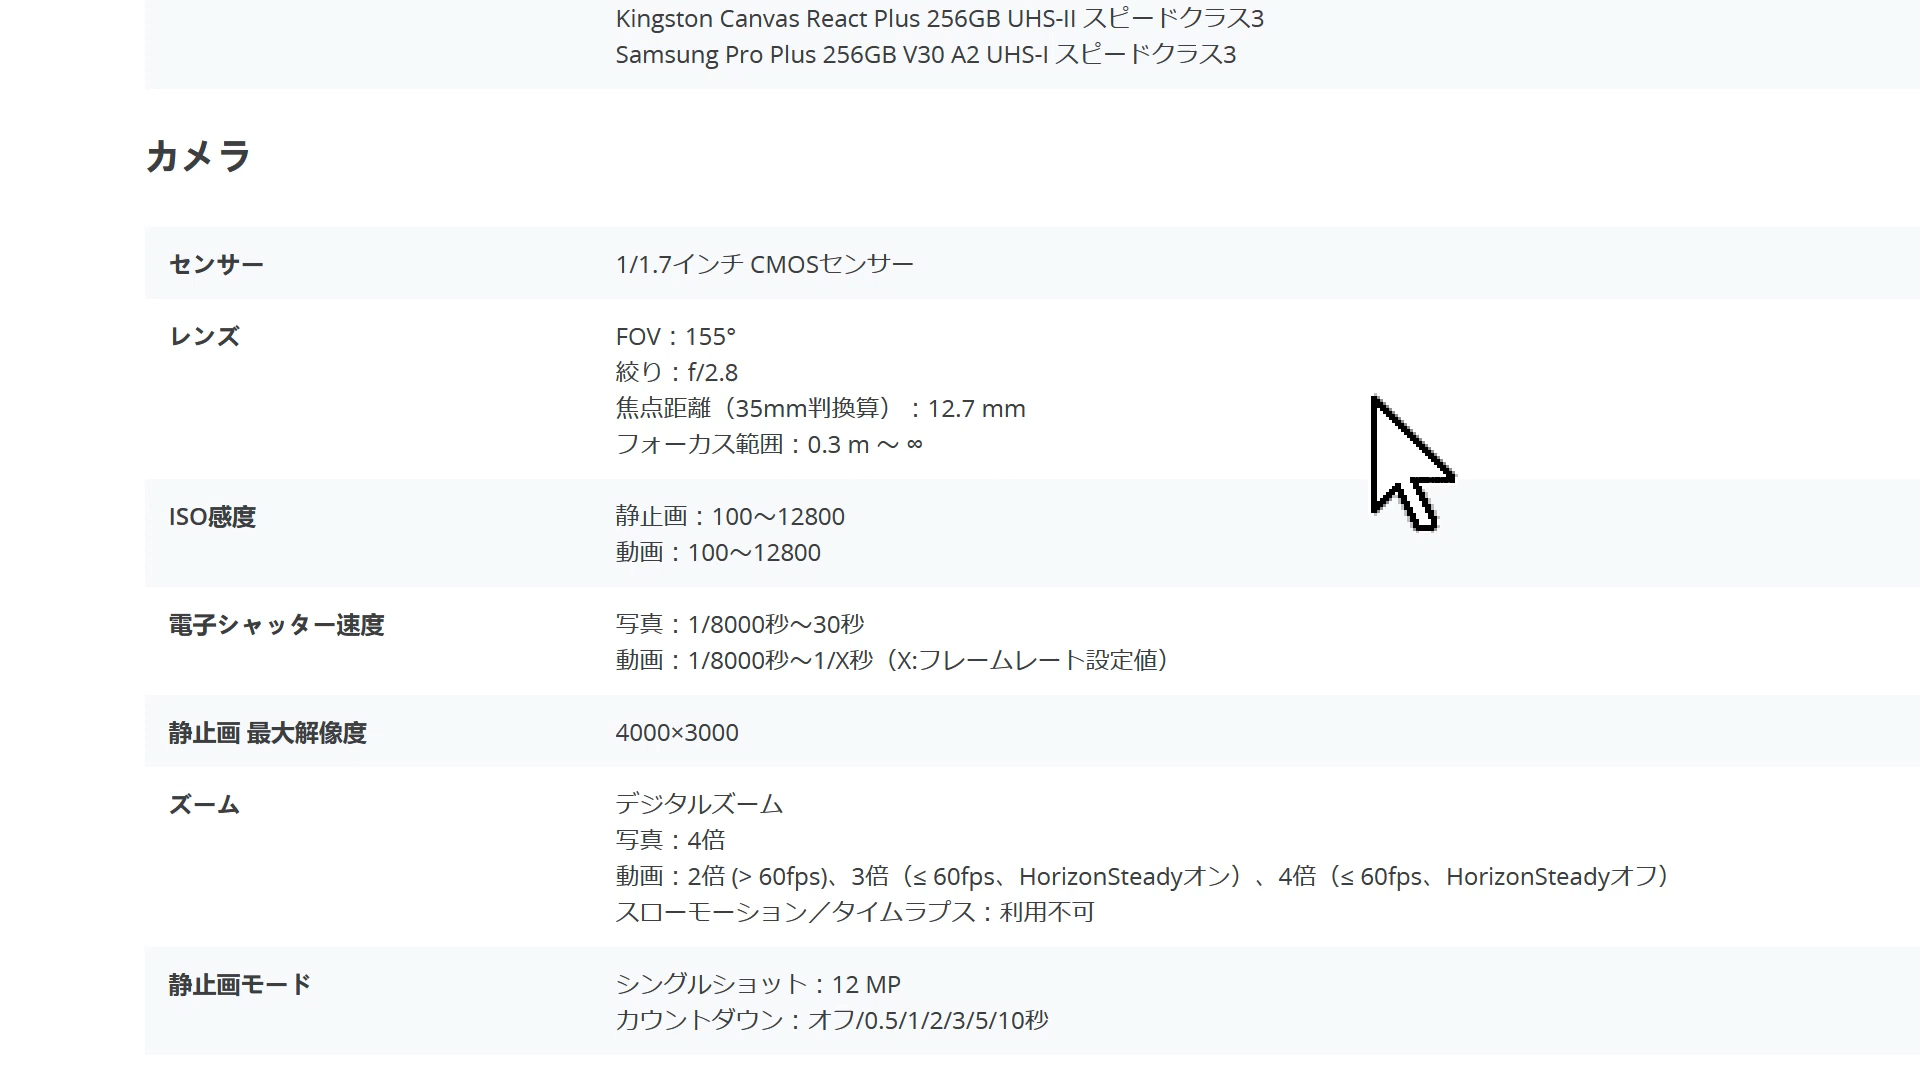 Kingston Canvas React Plus 256GB UHS-II スピードクラス3
Samsung Pro Plus 256GB V30 A2 UHS-I スピードクラス3
カメラ
センサー
1/1.7インチ CMOSセンサー
レンズ
FOV：155°
絞り：f/2.8
焦点距離（35mm判換算）：12.7 mm
フォーカス範囲：0.3 m ～ ∞
ISO感度
静止画：100～12800
動画：100～12800
電子シャッター速度
写真：1/8000秒～30秒
動画：1/8000秒～1/X秒（X:フレームレート設定値）
静止画 最大解像度
4000×3000
ズーム
デジタルズーム
写真：4倍
動画：2倍 (> 60fps)、3倍（≤ 60fps、HorizonSteadyオン）、4倍（≤ 60fps、HorizonSteadyオフ）
スローモーション／タイムラプス：利用不可
静止画モード
シングルショット：12 MP
カウントダウン：オフ/0.5/1/2/3/5/10秒